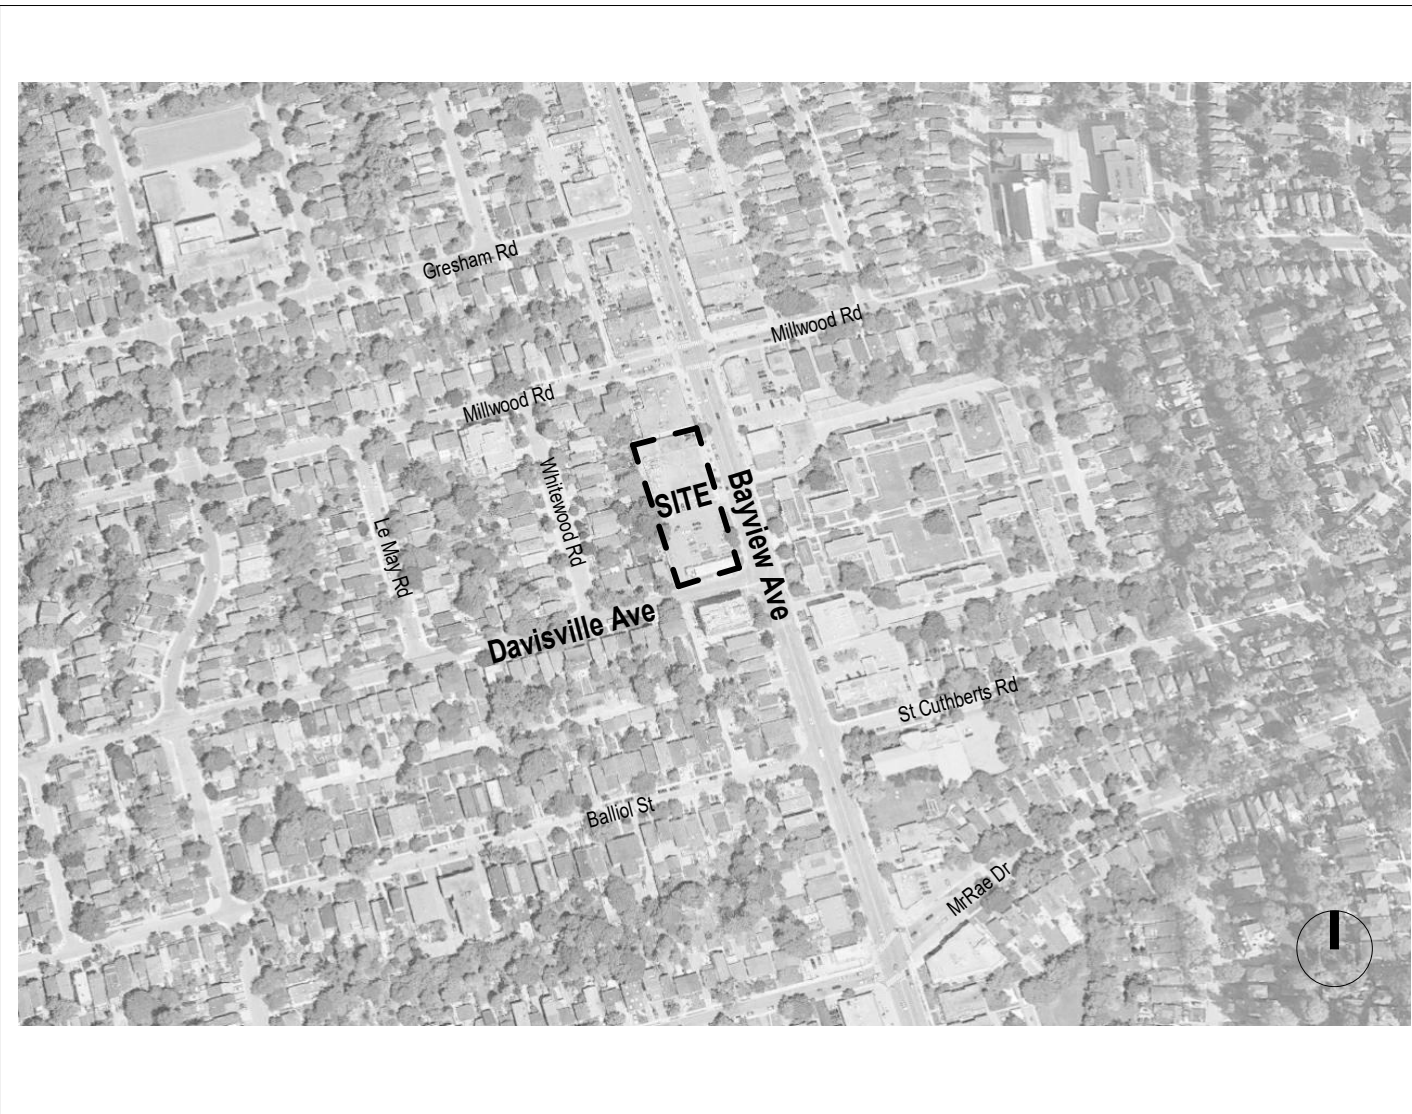 Gresham Rd
Millwood Rd
Millwood Rd
Whitewood Rd
SITE
Bayview Ave
Le May Rd
Davisville Ave
St Cuthberts Rd
Balliol St
MrRae Dr